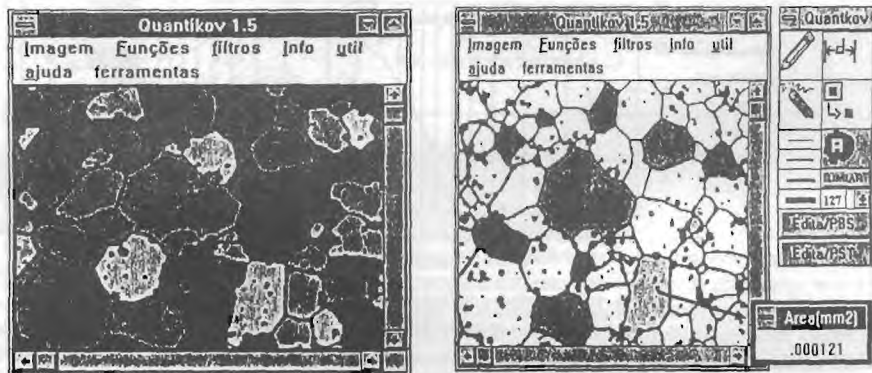 Quantikov 1.5
Imagem Funções filtros Info util
ajuda ferramentas
Quantikov 1.5
Imagem Funções filtros Info util
ajuda ferramentas
Quantikov
A
127
Edita/PBS
Edita/PST
Area(mm2)
.000121